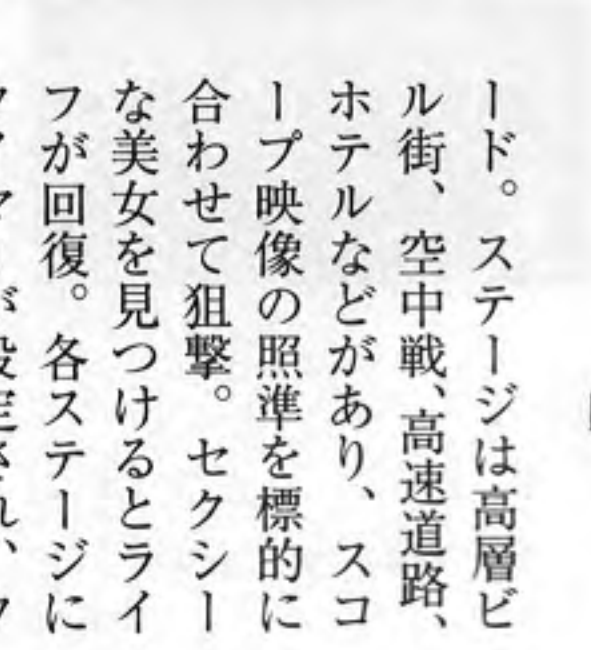 ード。ステージは高層ビ
ル街、空中戦、高速道路、
ホテルなどがあり、スコ
ープ映像の照準を標的に
合わせて狙撃。セクシー
な美女を見つけるとライ
フが回復。各ステージに